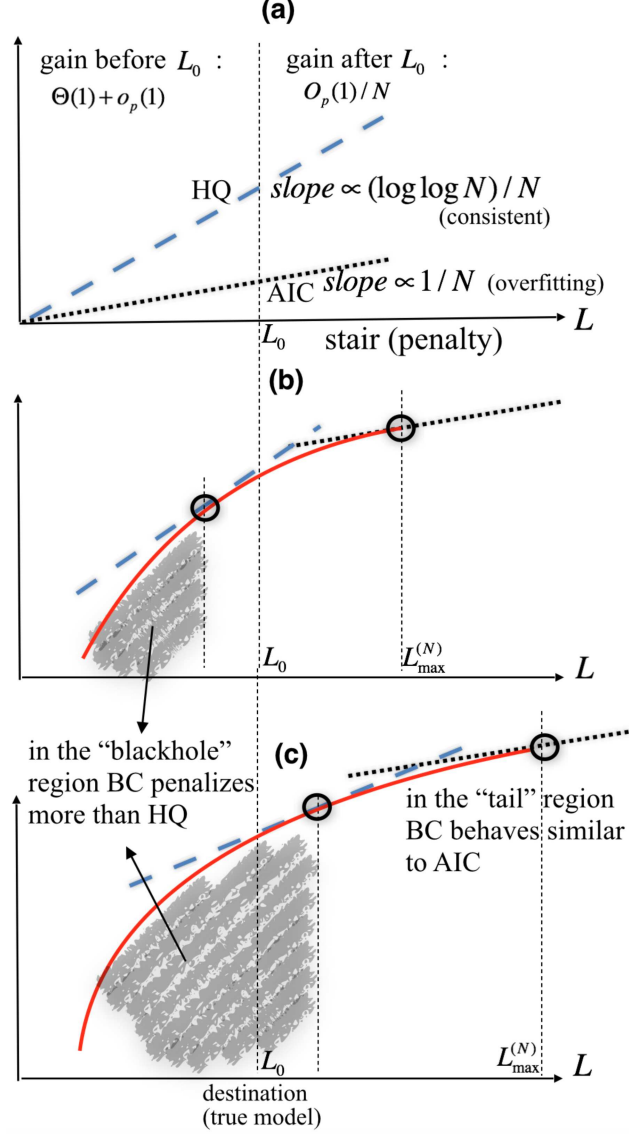 (a)
gain before L₀ :
Θ(1)+oₚ(1)
gain after L₀ :
Oₚ(1)/N
HQ
slope ∝ (log log N)/N
(consistent)
AIC
slope ∝ 1/N (overfitting)
L₀
stair (penalty)
L
(b)
L₀
L_max^(N)
L
in the “blackhole”
region BC penalizes
more than HQ
(c)
in the “tail” region
BC behaves similar
to AIC
L₀
L_max^(N)
L
destination
(true model)